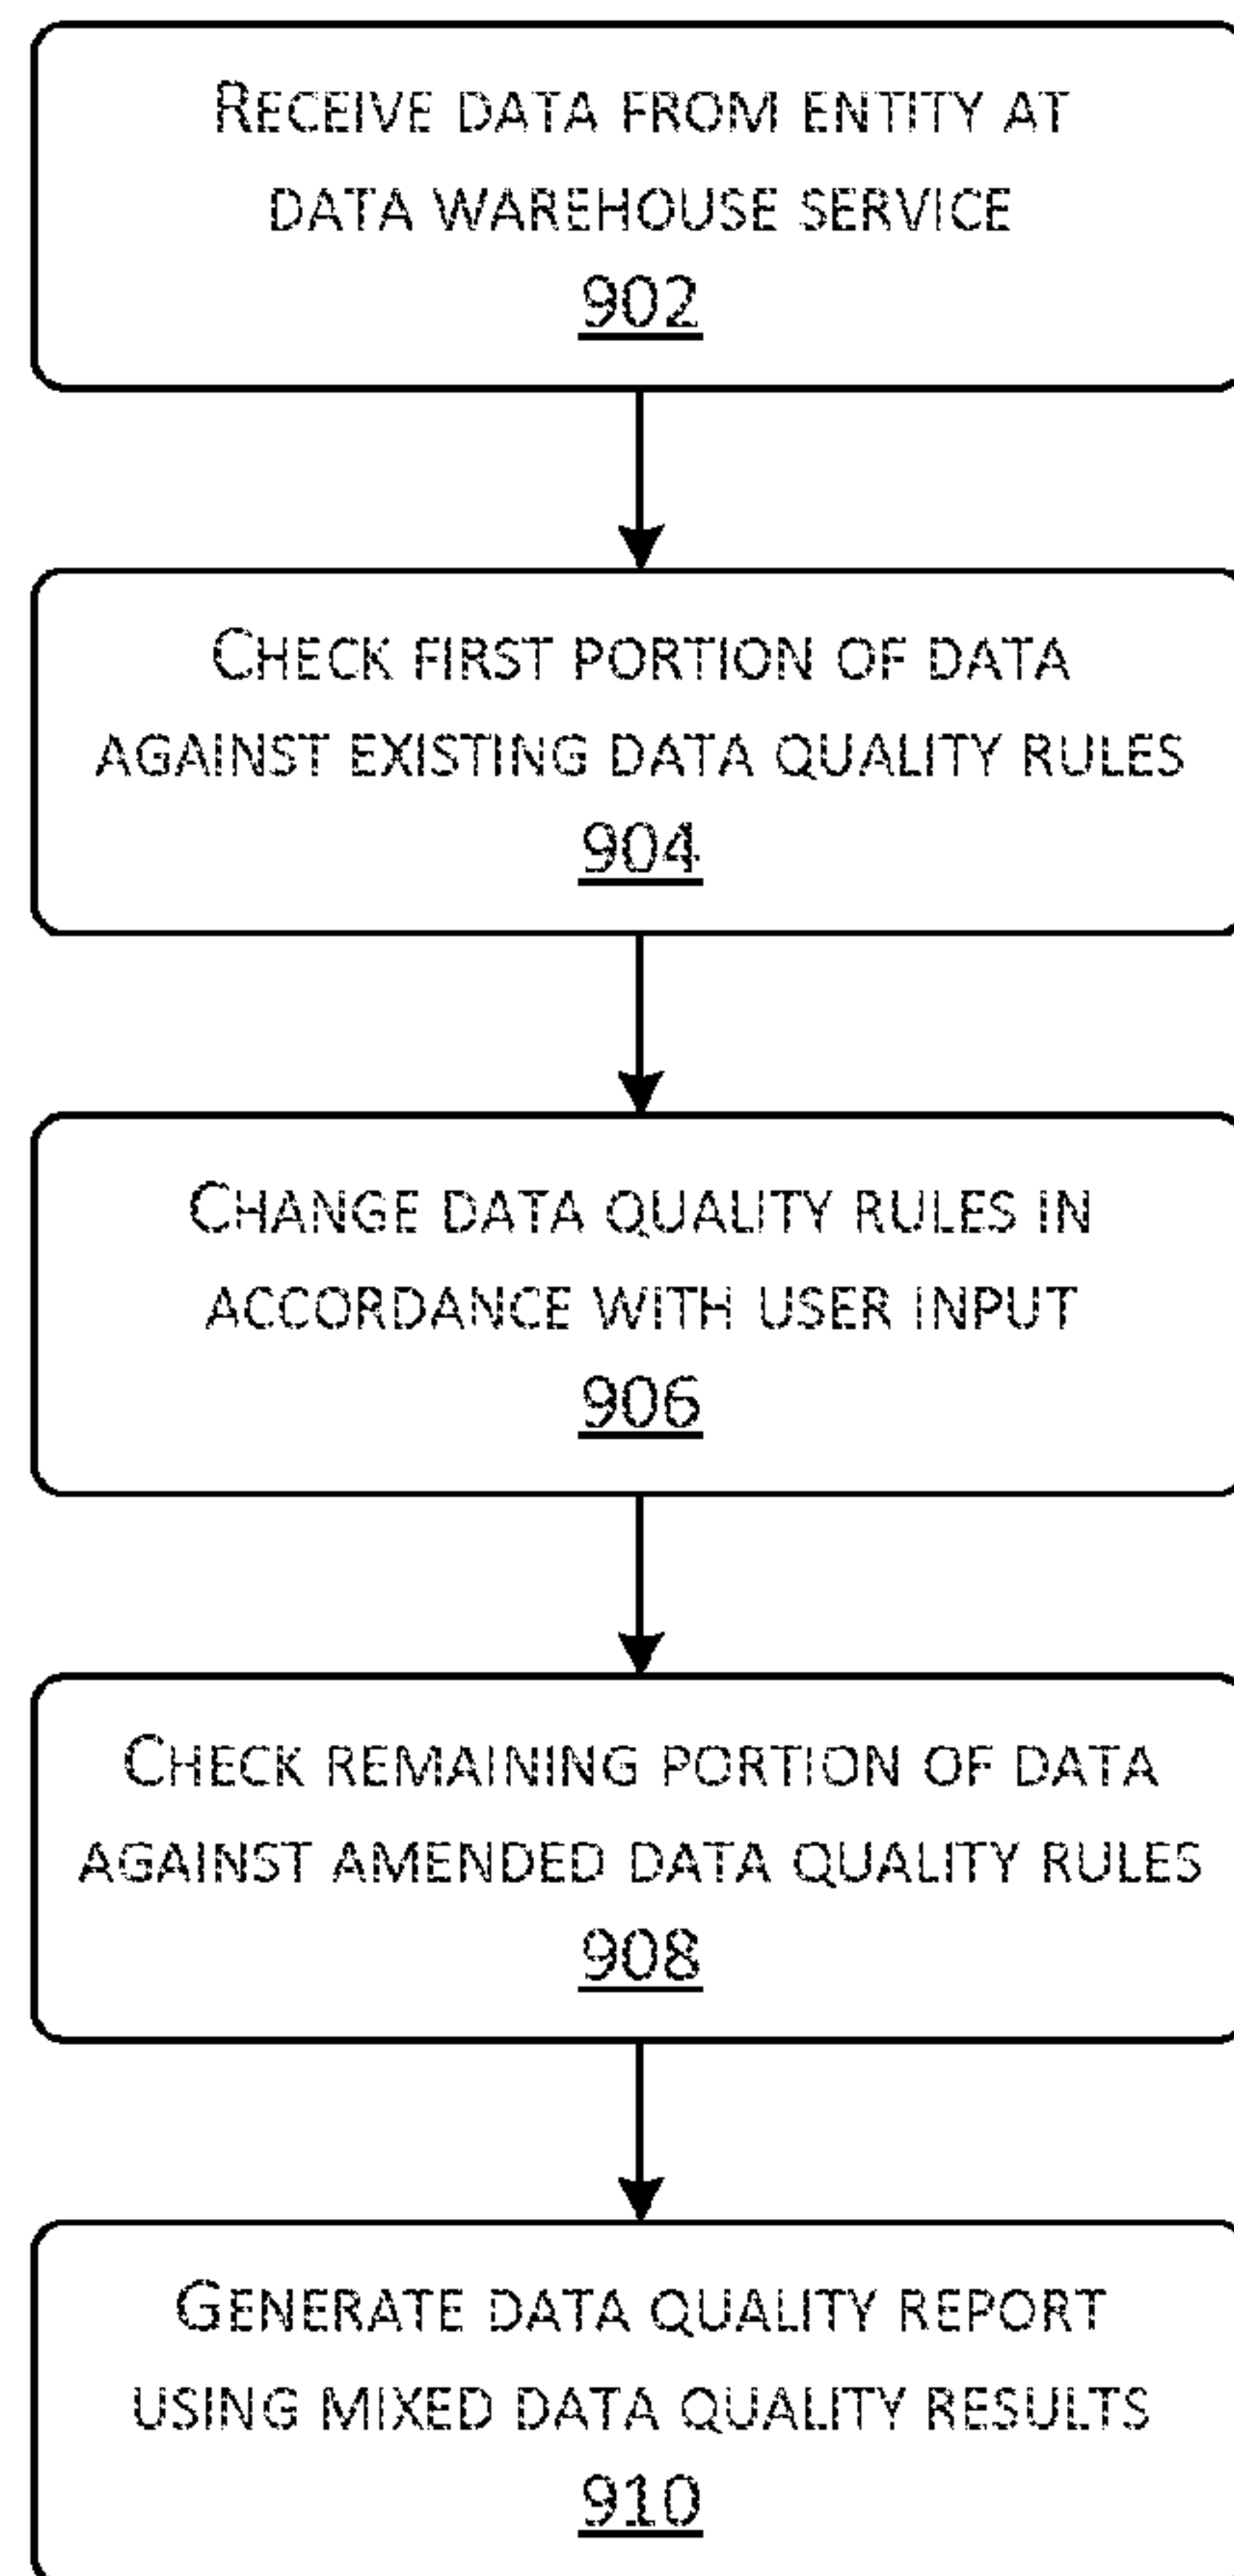 RECEIVE DATA FROM ENTITY AT
DATA WAREHOUSE SERVICE
902
CHECK FIRST PORTION OF DATA
AGAINST EXISTING DATA QUALITY RULES
904
CHANGE DATA QUALITY RULES IN
ACCORDANCE WITH USER INPUT
906
CHECK REMAINING PORTION OF DATA
AGAINST AMENDED DATA QUALITY RULES
908
GENERATE DATA QUALITY REPORT
USING MIXED DATA QUALITY RESULTS
910